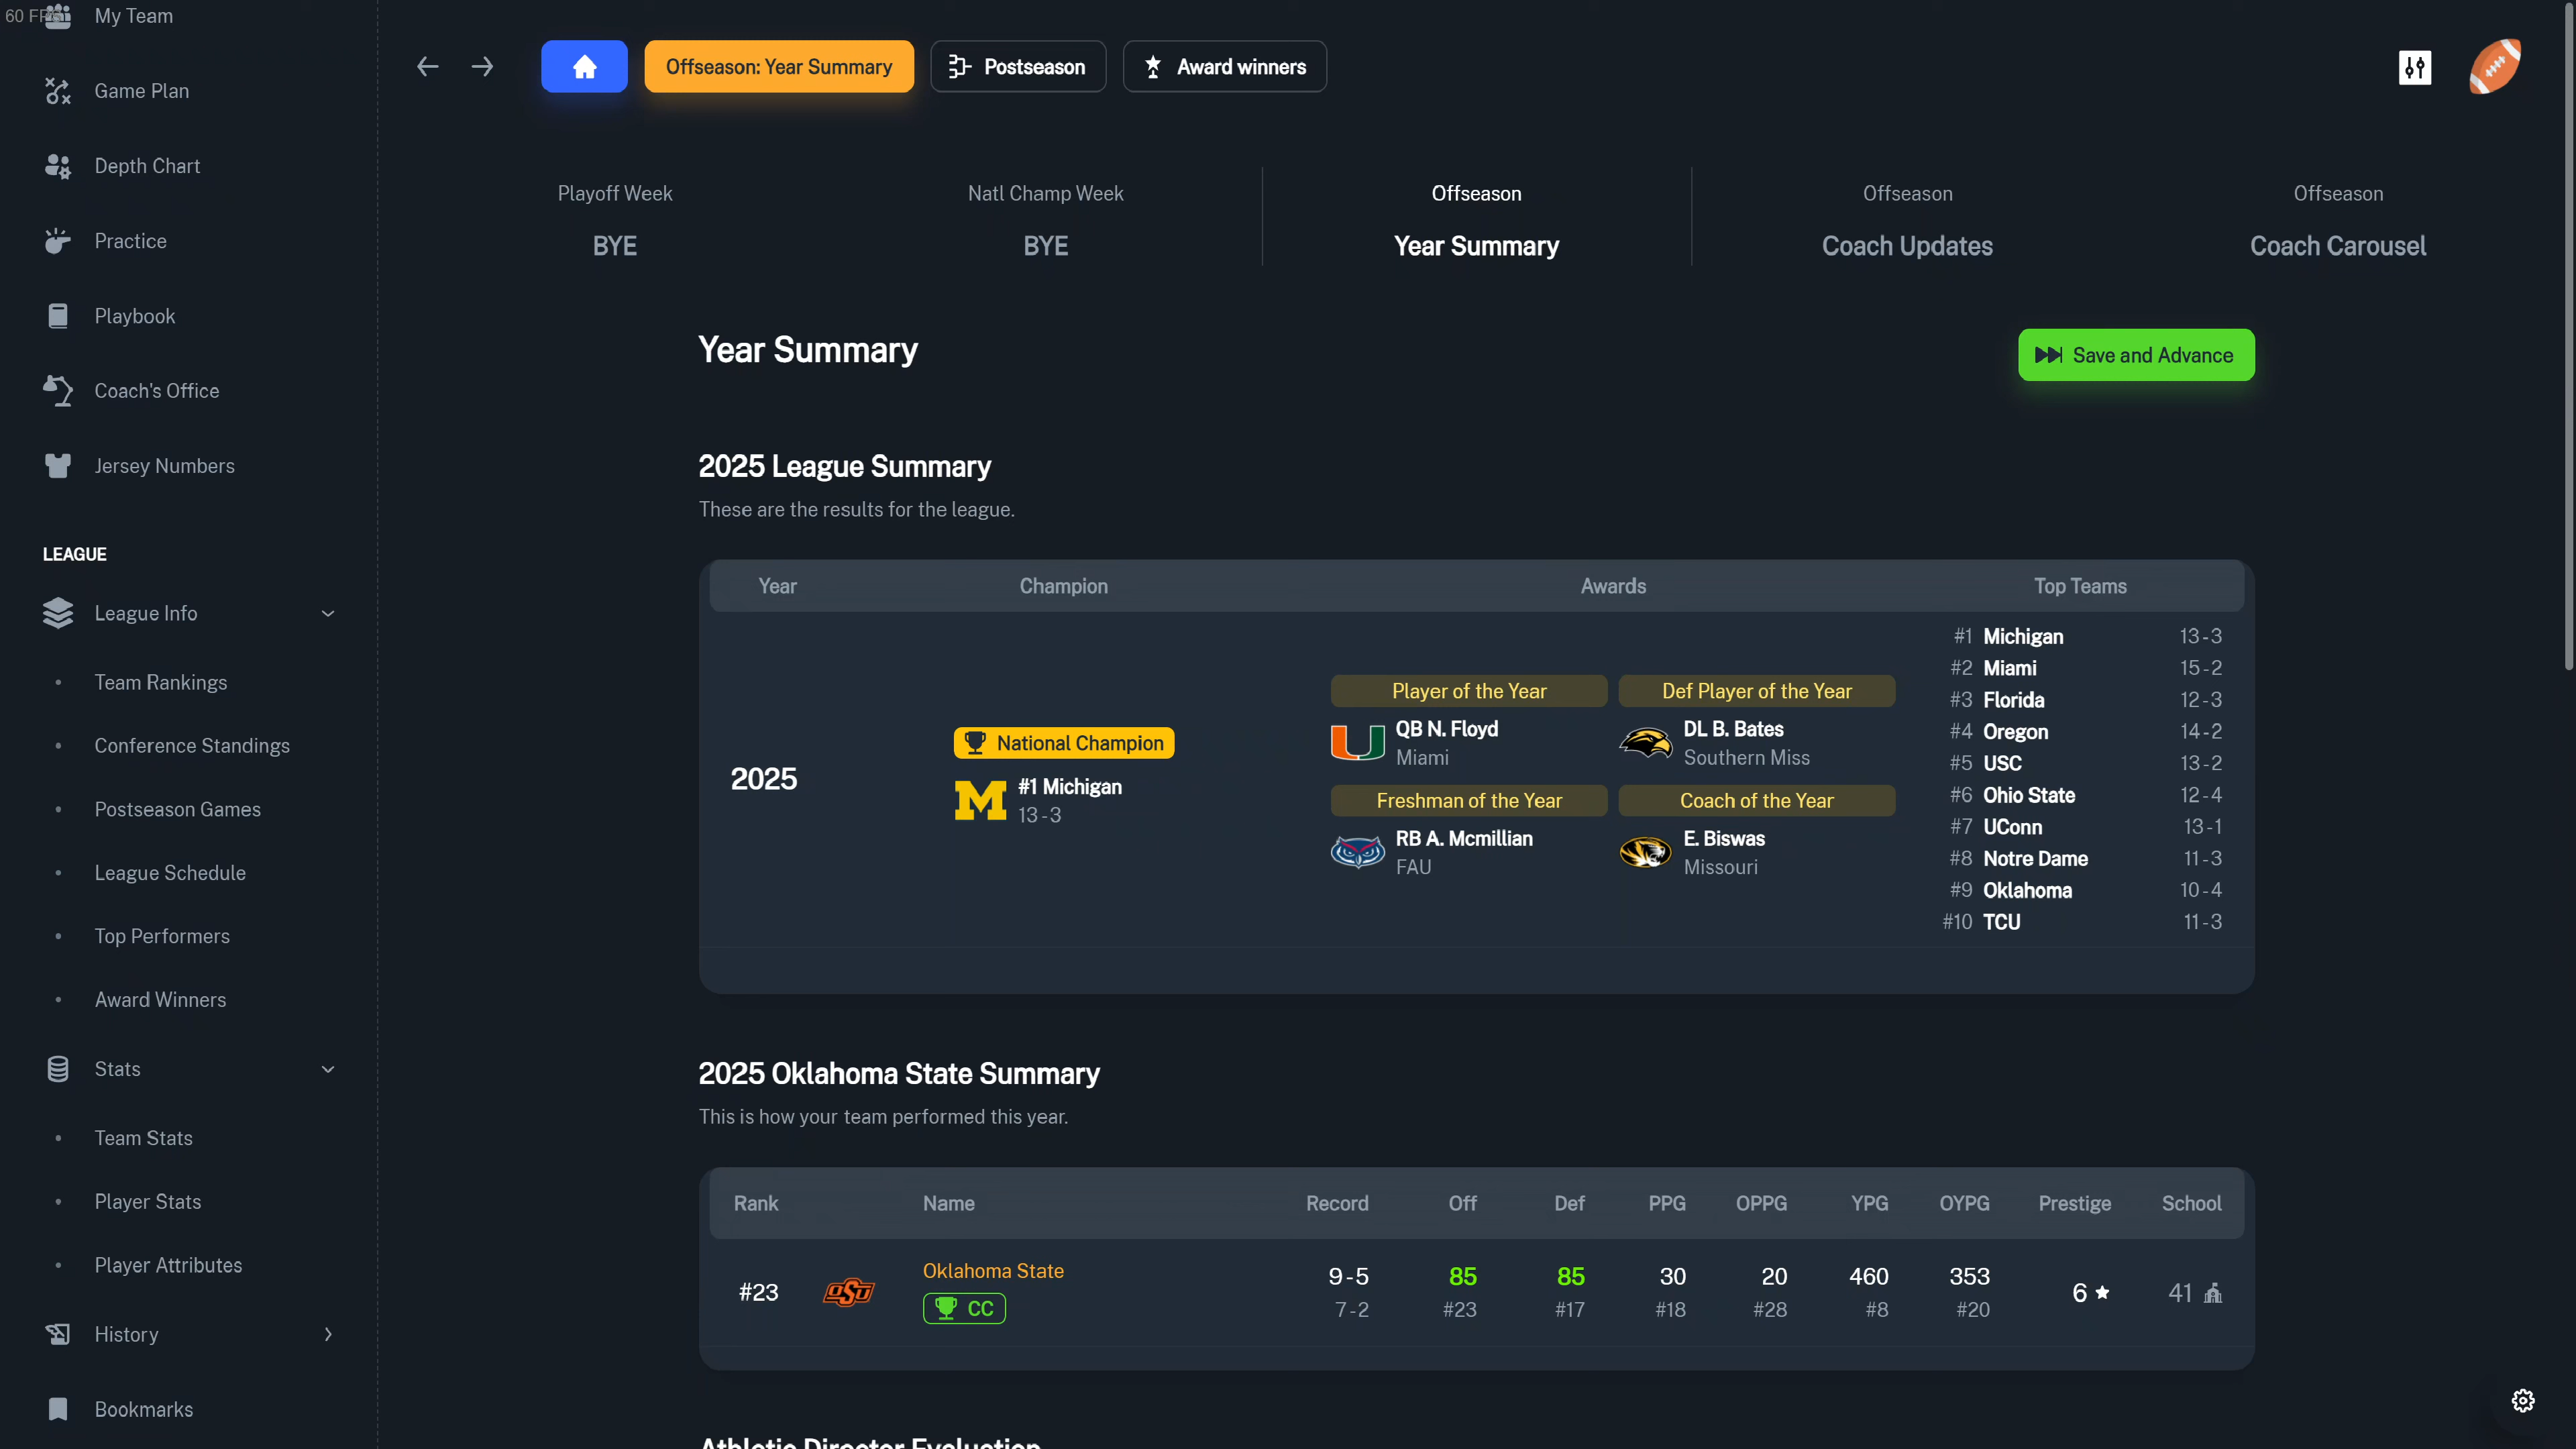 60 FPS
My Team
Game Plan
Depth Chart
Practice
Playbook
Coach's Office
Jersey Numbers
LEAGUE
League Info
Team Rankings
Conference Standings
Postseason Games
League Schedule
Top Performers
Award Winners
Stats
Team Stats
Player Stats
Player Attributes
History
Bookmarks
Offseason: Year Summary
Postseason
Award winners
Playoff Week
BYE
Natl Champ Week
BYE
Offseason
Year Summary
Offseason
Coach Updates
Offseason
Coach Carousel
Year Summary
Save and Advance
2025 League Summary
These are the results for the league.
Year Champion Awards Top Teams
2025
National Champion
M
#1 Michigan
13-3
Player of the Year
QB N. Floyd
Miami
Def Player of the Year
DL B. Bates
Southern Miss
Freshman of the Year
RB A. Mcmillian
FAU
Coach of the Year
E. Biswas
Missouri
#1 Michigan 13-3
#2 Miami 15-2
#3 Florida 12-3
#4 Oregon 14-2
#5 USC 13-2
#6 Ohio State 12-4
#7 UConn 13-1
#8 Notre Dame 11-3
#9 Oklahoma 10-4
#10 TCU 11-3
2025 Oklahoma State Summary
This is how your team performed this year.
Rank Name Record Off Def PPG OPPG YPG OYPG Prestige School
#23 OSU Oklahoma State 9-5 85 85 30 20 460 353 6 41
CC 7-2 #23 #17 #18 #28 #8 #20
Athletic Director Evaluation